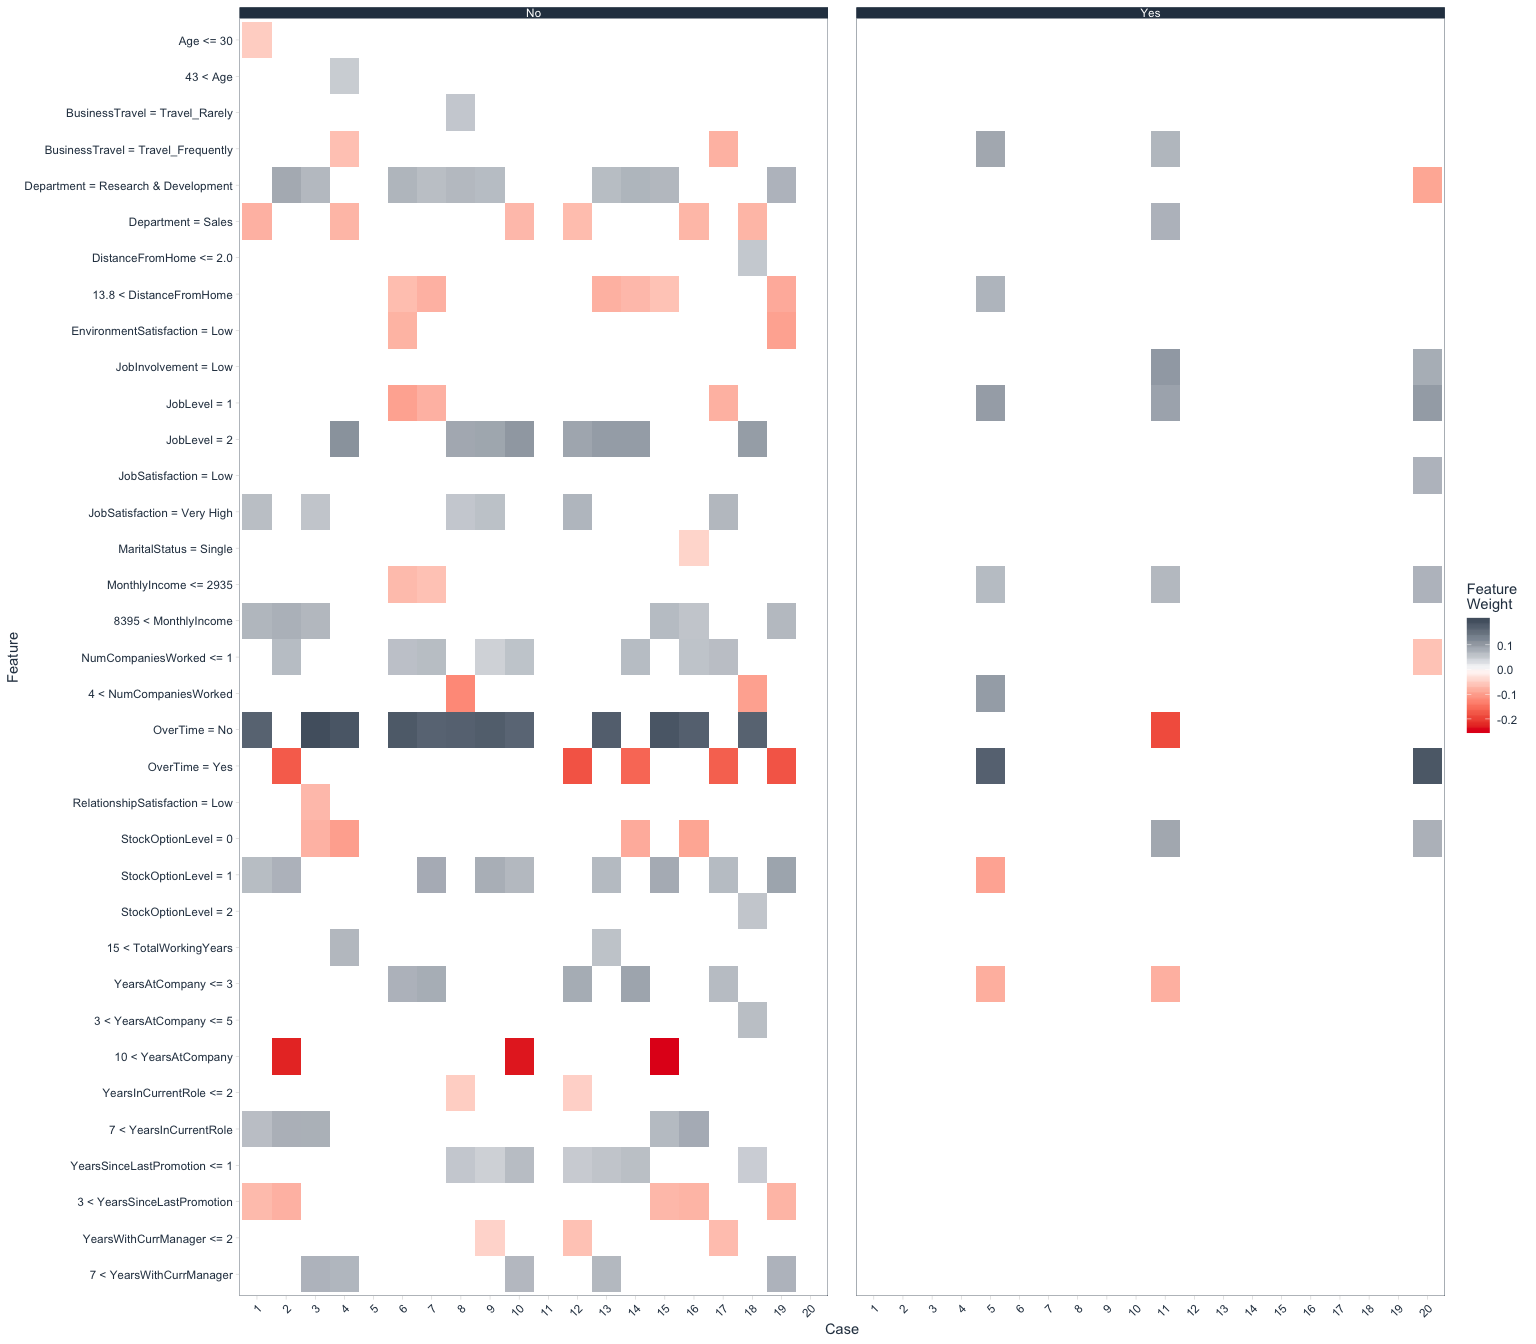 No
Yes
Age <= 30
43 < Age
BusinessTravel = Travel_Rarely
BusinessTravel = Travel_Frequently
Department = Research & Development
Department = Sales
DistanceFromHome <= 2.0
13.8 < DistanceFromHome
EnvironmentSatisfaction = Low
JobInvolvement = Low
JobLevel = 1
JobLevel = 2
JobSatisfaction = Low
JobSatisfaction = Very High
MaritalStatus = Single
MonthlyIncome <= 2935
8395 < MonthlyIncome
NumCompaniesWorked <= 1
4 < NumCompaniesWorked
OverTime = No
OverTime = Yes
RelationshipSatisfaction = Low
StockOptionLevel = 0
StockOptionLevel = 1
StockOptionLevel = 2
15 < TotalWorkingYears
YearsAtCompany <= 3
3 < YearsAtCompany <= 5
10 < YearsAtCompany
YearsInCurrentRole <= 2
7 < YearsInCurrentRole
YearsSinceLastPromotion <= 1
3 < YearsSinceLastPromotion
YearsWithCurrManager <= 2
7 < YearsWithCurrManager
Feature
1 2 3 4 5 6 7 8 9 10 11 12 13 14 15 16 17 18 19 20
1 2 3 4 5 6 7 8 9 10 11 12 13 14 15 16 17 18 19 20
Case
Feature
Weight
0.1
0.0
-0.1
-0.2